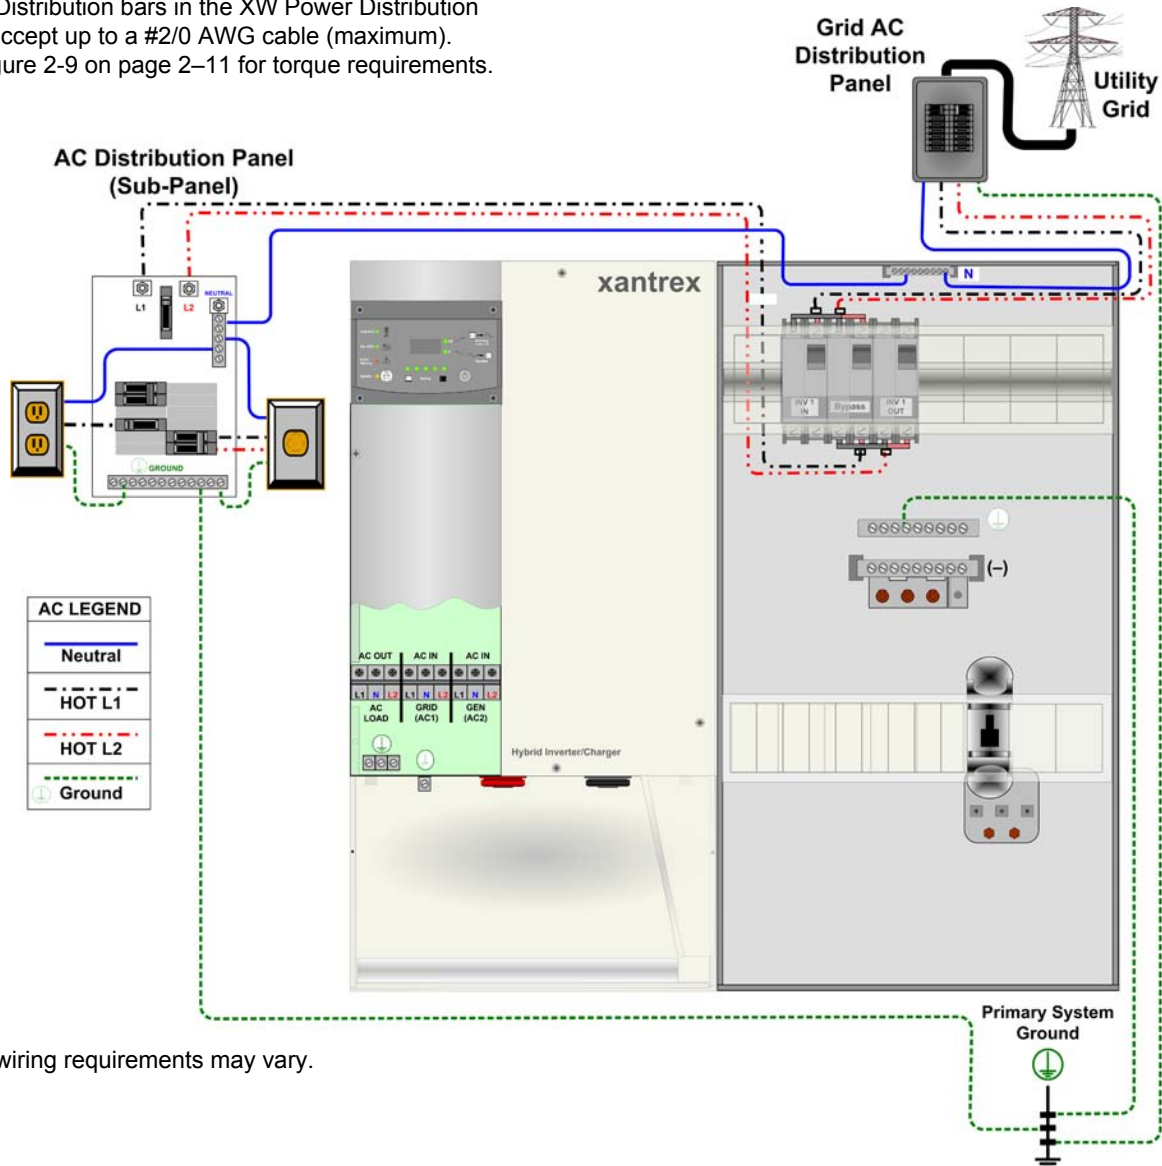 Distribution bars in the XW Power Distribution
ccept up to a #2/0 AWG cable (maximum).
gure 2-9 on page 2–11 for torque requirements.
Grid AC
Distribution
Panel
Utility
Grid
AC Distribution Panel
(Sub-Panel)
L1
L2
NEUTRAL
GROUND
xantrex
N
INV 1
IN
Bypass
INV 1
OUT
(–)
AC LEGEND
Neutral
HOT L1
HOT L2
Ground
AC OUT AC IN AC IN
L1 N L2 L1 N L2 L1 N L2
AC
LOAD
GRID
(AC1)
GEN
(AC2)
Hybrid Inverter/Charger
Primary System
Ground
wiring requirements may vary.